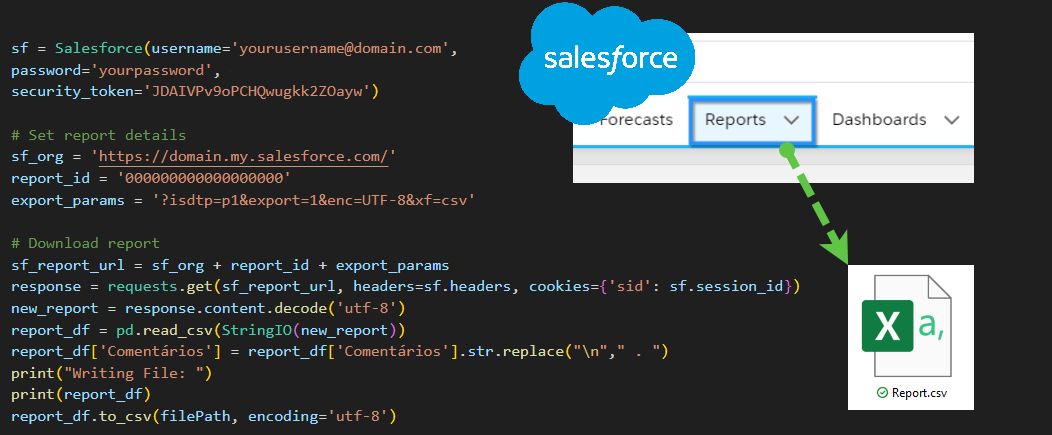 sf = Salesforce(username='yourusername@domain.com',
password='yourpassword',
security_token='JDAIVPv9oPCHQwugkk2ZOayw')
# Set report details
sf_org = 'https://domain.my.salesforce.com/'
report_id = '000000000000000000'
export_params = '?isdtp=p1&export=1&enc=UTF-8&xf=csv'
# Download report
sf_report_url = sf_org + report_id + export_params
response = requests.get(sf_report_url, headers=sf.headers, cookies={'sid': sf.session_id})
new_report = response.content.decode('utf-8')
report_df = pd.read_csv(StringIO(new_report))
report_df['Comentários'] = report_df['Comentários'].str.replace("\n"," . ")
print("Writing File: ")
print(report_df)
report_df.to_csv(filePath, encoding='utf-8')
salesforce
Forecasts Reports Dashboards
X a,
Report.csv